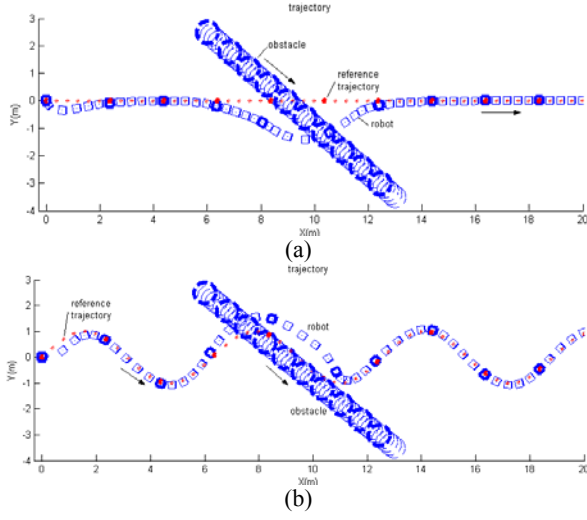 trajectory
3
2
1
0
-1
-2
-3
-4
Y(m)
obstacle
reference
trajectory
robot
0 2 4 6 8 10 12 14 16 18 20
X(m)
(a)
trajectory
3
2
1
0
-1
-2
-3
-4
Y(m)
reference
trajectory
robot
obstacle
0 2 4 6 8 10 12 14 16 18 20
X(m)
(b)